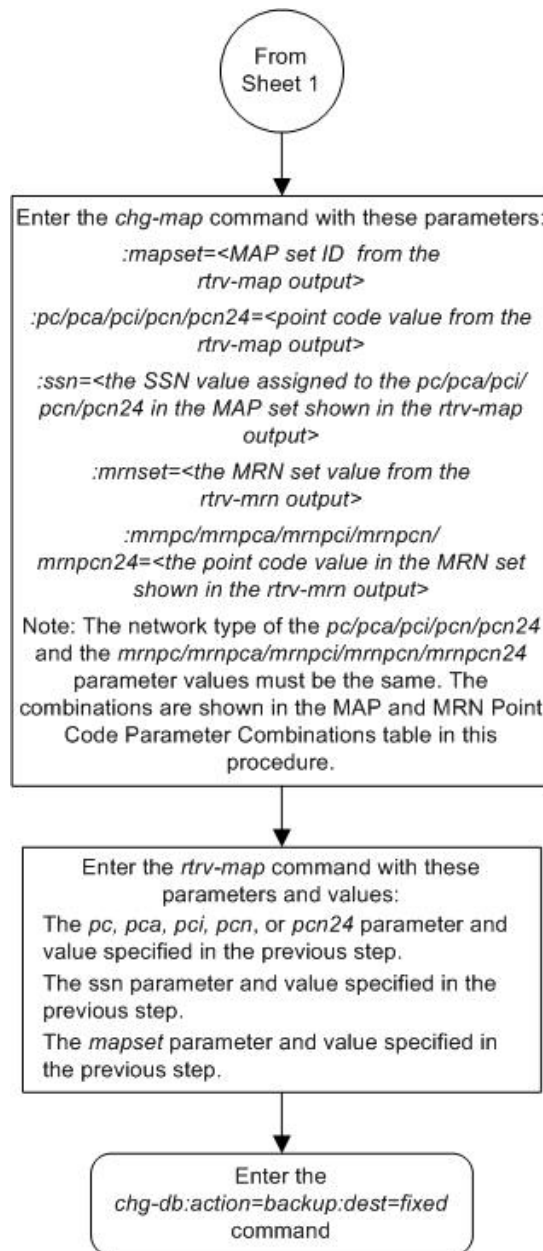 From
Sheet 1
Enter the chg-map command with these parameters:
:mapset=<MAP set ID from the
rtrv-map output>
:pc/pca/pci/pcn/pcn24=<point code value from the
rtrv-map output>
:ssn=<the SSN value assigned to the pc/pca/pci/
pcn/pcn24 in the MAP set shown in the rtrv-map
output>
:mrnset=<the MRN set value from the
rtrv-mrn output>
:mrnpc/mrnpca/mrnpci/mrnpcn/
mrnpcn24=<the point code value in the MRN set
shown in the rtrv-mrn output>
Note: The network type of the pc/pca/pci/pcn/pcn24
and the mrnpc/mrnpca/mrnpci/mrnpcn/mrnpcn24
parameter values must be the same. The
combinations are shown in the MAP and MRN Point
Code Parameter Combinations table in this
procedure.
Enter the rtrv-map command with these
parameters and values:
The pc, pca, pci, pcn, or pcn24 parameter and
value specified in the previous step.
The ssn parameter and value specified in the
previous step.
The mapset parameter and value specified in
the previous step.
Enter the
chg-db:action=backup:dest=fixed
command